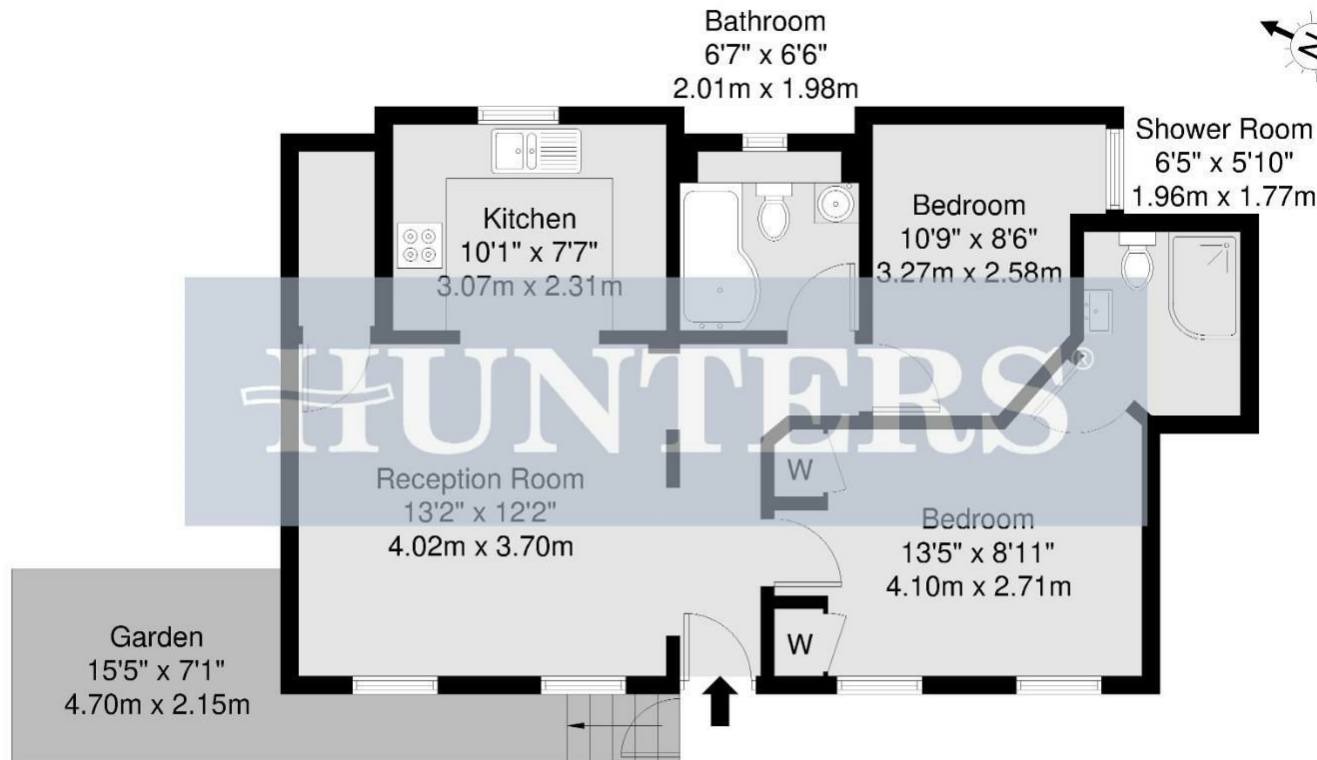 Bathroom
6'7" x 6'6"
2.01m x 1.98m
N
Shower Room
6'5" x 5'10"
1.96m x 1.77m
Kitchen
10'1" x 7'7"
3.07m x 2.31m
Bedroom
10'9" x 8'6"
3.27m x 2.58m
HUNTERS®
Reception Room
13'2" x 12'2"
4.02m x 3.70m
W
Bedroom
13'5" x 8'11"
4.10m x 2.71m
W
Garden
15'5" x 7'1"
4.70m x 2.15m